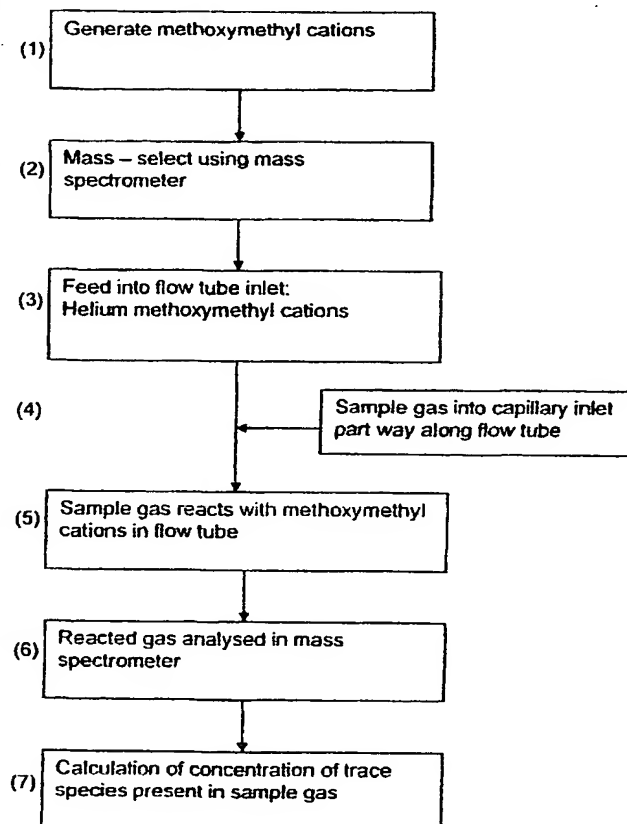 (1)
Generate methoxymethyl cations
(2)
Mass – select using mass
spectrometer
(3)
Feed into flow tube inlet:
Helium methoxymethyl cations
(4)
Sample gas into capillary inlet
part way along flow tube
(5)
Sample gas reacts with methoxymethyl
cations in flow tube
(6)
Reacted gas analysed in mass
spectrometer
(7)
Calculation of concentration of trace
species present in sample gas